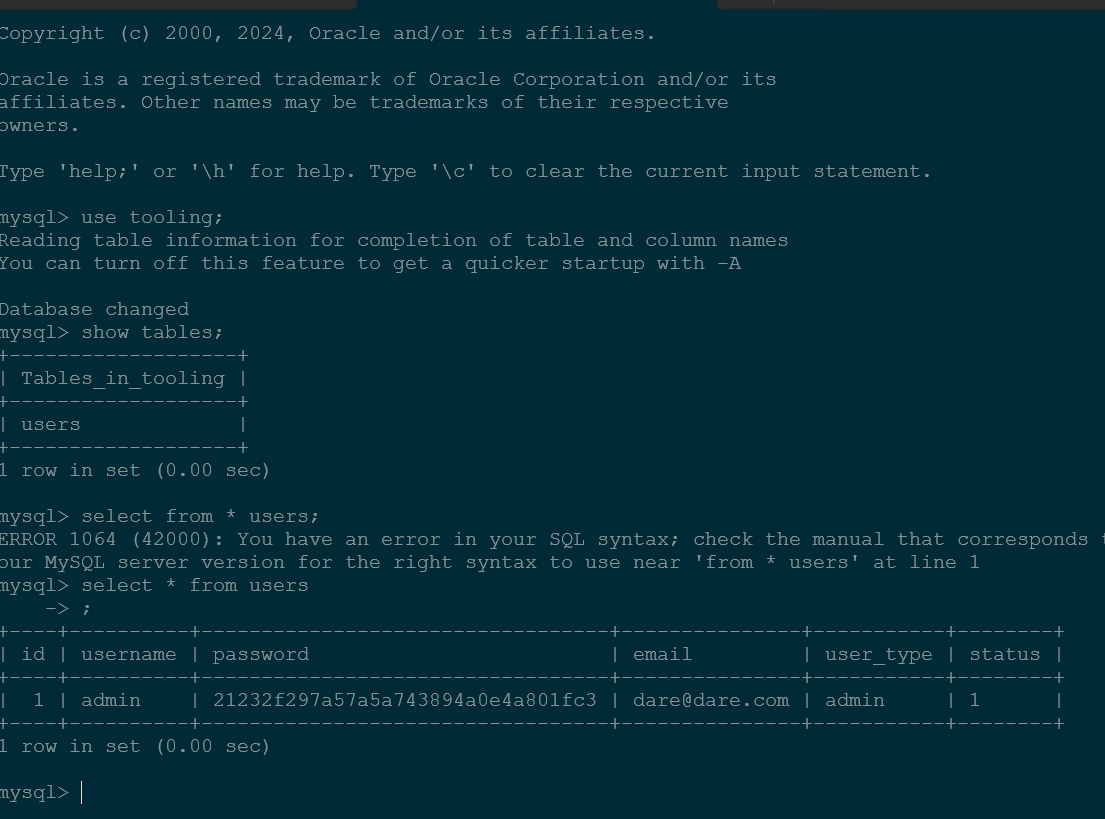 Copyright (c) 2000, 2024, Oracle and/or its affiliates.
Oracle is a registered trademark of Oracle Corporation and/or its
affiliates. Other names may be trademarks of their respective
owners.
Type 'help;' or '\h' for help. Type '\c' to clear the current input statement.
mysql> use tooling;
Reading table information for completion of table and column names
You can turn off this feature to get a quicker startup with -A
Database changed
mysql> show tables;
+-------------------+
| Tables_in_tooling |
+-------------------+
| users             |
+-------------------+
1 row in set (0.00 sec)
mysql> select from * users;
ERROR 1064 (42000): You have an error in your SQL syntax; check the manual that corresponds
our MySQL server version for the right syntax to use near 'from * users' at line 1
mysql> select * from users
    -> ;
+----+----------+----------------------------------+---------------+-----------+--------+
| id | username | password                         | email         | user_type | status |
+----+----------+----------------------------------+---------------+-----------+--------+
|  1 | admin    | 21232f297a57a5a743894a0e4a801fc3 | dare@dare.com | admin     | 1      |
+----+----------+----------------------------------+---------------+-----------+--------+
1 row in set (0.00 sec)
mysql>